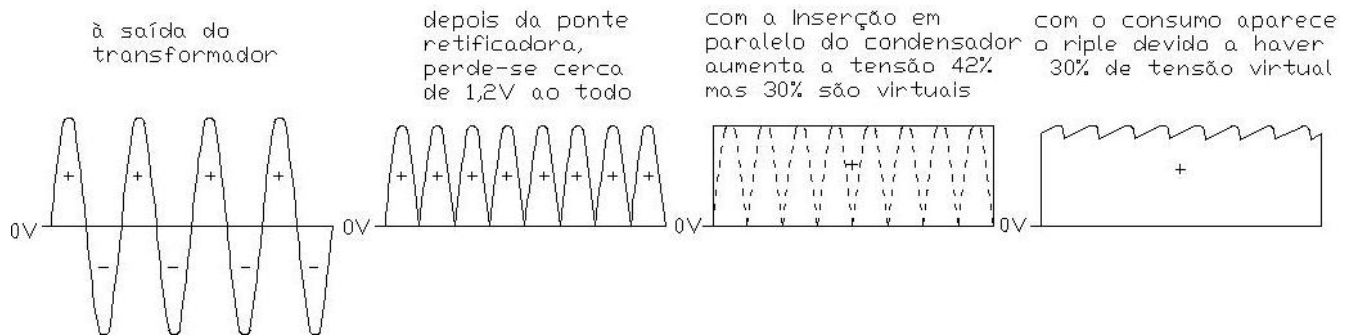 à saída do
transformador
depois da ponte
retificadora,
perde-se cerca
de 1,2V ao todo
com a Inserção em
paralelo do condensador
aumenta a tensão 42%
mas 30% são virtuais
com o consumo aparece
o riple devido a haver
30% de tensão virtual
+ + + +
- - - -
0V
+ + + + + + + +
0V
+
0V
+
0V